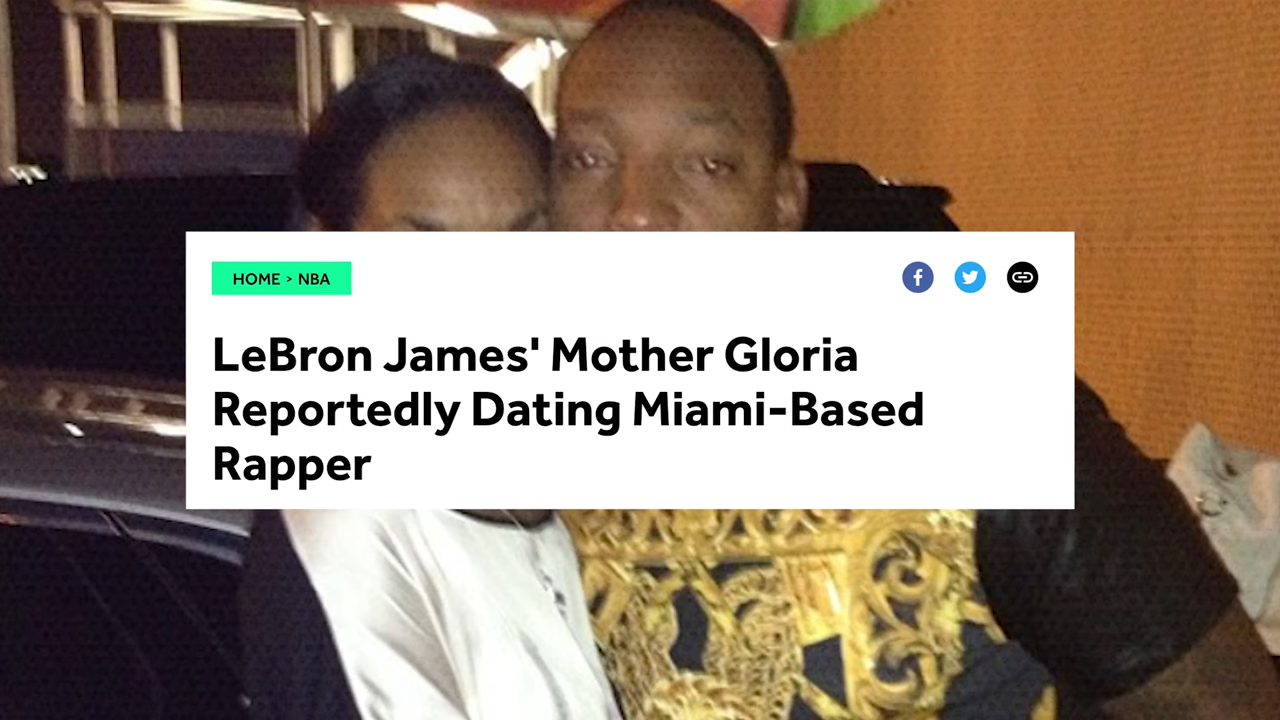 HOME > NBA
LeBron James' Mother Gloria
Reportedly Dating Miami-Based
Rapper